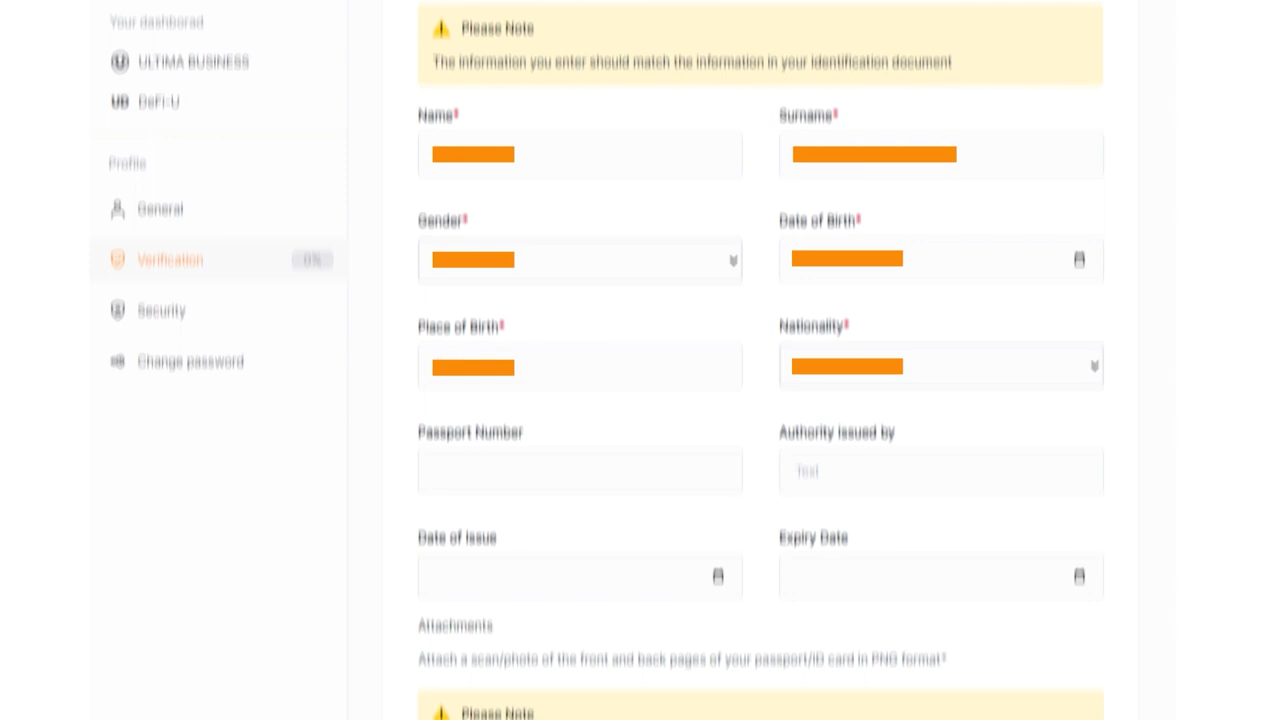 Your dashborad
ULTIMA BUSINESS
UD DeFi-U
Profile
General
Verification 0%
Security
Change password
Please Note
The information you enter should match the information in your identification document
Name* Surname*
Gender* Date of Birth*
Place of Birth* Nationality*
Passport Number Authority issued by
Text
Date of issue Expiry Date
Attachments
Attach a scan/photo of the front and back pages of your passport/ID card in PNG format*
Please Note